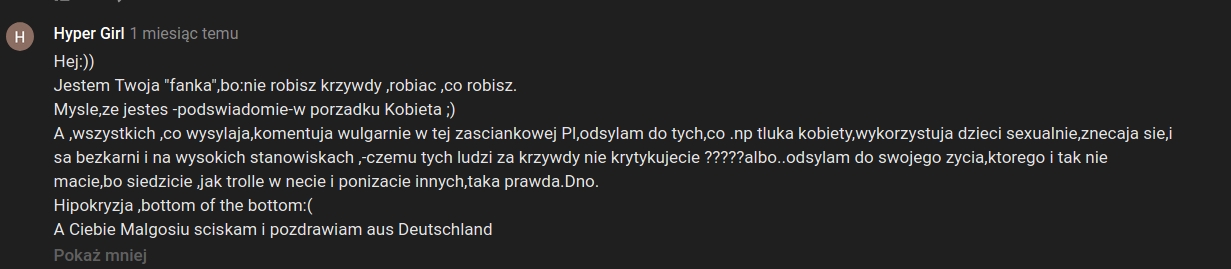 H
Hyper Girl 1 miesiąc temu
Hej:))
Jestem Twoja "fanka",bo:nie robisz krzywdy ,robiac ,co robisz.
Mysle,ze jestes -podswiadomie-w porzadku Kobieta ;)
A ,wszystkich ,co wysylaja,komentuja wulgarnie w tej zasciankowej Pl,odsylam do tych,co .np tluka kobiety,wykorzystuja dzieci sexualnie,znecaja sie,i
sa bezkarni i na wysokich stanowiskach ,-czemu tych ludzi za krzywdy nie krytykujecie ?????albo..odsylam do swojego zycia,ktorego i tak nie
macie,bo siedzicie ,jak trolle w necie i ponizacie innych,taka prawda.Dno.
Hipokryzja ,bottom of the bottom:(
A Ciebie Malgosiu sciskam i pozdrawiam aus Deutschland
Pokaż mniej